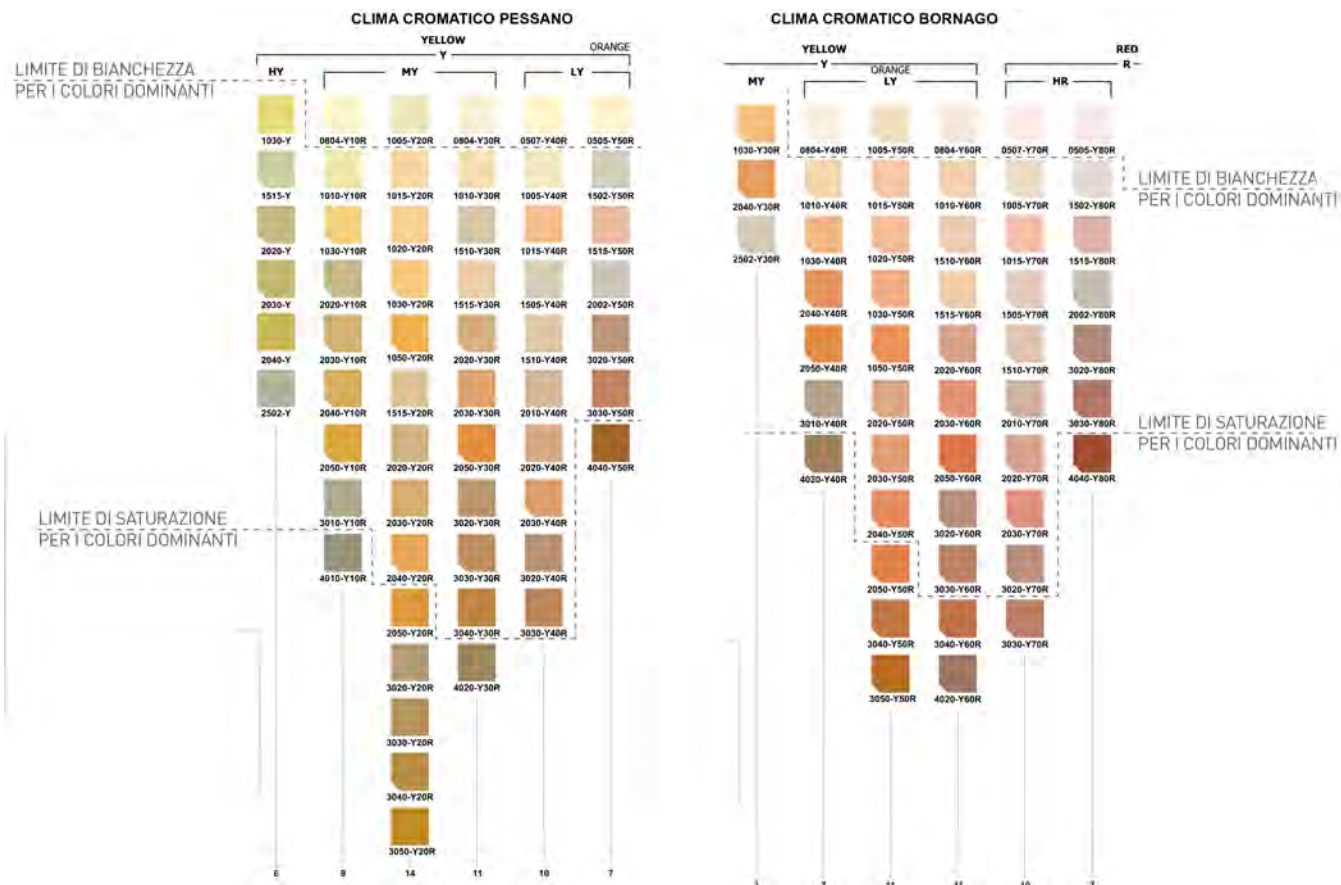 CLIMA CROMATICO PESSANO
YELLOW
Y
ORANGE
HY MY LY
LIMITE DI BIANCHEZZA
PER I COLORI DOMINANTI
1030-Y 0804-Y10R 1005-Y20R 0804-Y30R 0507-Y40R 0505-Y50R
1515-Y 1010-Y10R 1015-Y20R 1010-Y30R 1005-Y40R 1502-Y50R
2020-Y 1030-Y10R 1020-Y20R 1510-Y30R 1015-Y40R 1515-Y50R
2030-Y 2020-Y10R 1030-Y20R 1515-Y30R 1505-Y40R 2002-Y50R
2040-Y 2030-Y10R 1050-Y20R 2020-Y30R 1510-Y40R 3020-Y50R
2502-Y 2040-Y10R 1515-Y20R 2030-Y30R 2010-Y40R 3030-Y50R
2050-Y10R 2020-Y20R 2050-Y30R 2020-Y40R 4040-Y50R
3010-Y10R 2030-Y20R 3020-Y30R 2030-Y40R
4010-Y10R 2040-Y20R 3030-Y30R 3020-Y40R
2050-Y20R 3040-Y30R 3030-Y40R
3020-Y20R 4020-Y30R
3030-Y20R
3040-Y20R
3050-Y20R
LIMITE DI SATURAZIONE
PER I COLORI DOMINANTI
6 9 14 11 10 7
CLIMA CROMATICO BORNAGO
YELLOW RED
Y R
ORANGE
MY LY HR
1030-Y30R 0804-Y40R 1005-Y50R 0804-Y60R 0507-Y70R 0505-Y80R
2040-Y30R 1010-Y40R 1015-Y50R 1010-Y60R 1005-Y70R 1502-Y80R
2502-Y30R 1030-Y40R 1020-Y50R 1510-Y60R 1015-Y70R 1515-Y80R
2040-Y40R 1030-Y50R 1515-Y60R 1505-Y70R 2002-Y80R
2050-Y40R 1050-Y50R 2020-Y60R 1510-Y70R 3020-Y80R
3010-Y40R 2020-Y50R 2030-Y60R 2010-Y70R 3030-Y80R
4020-Y40R 2030-Y50R 2050-Y60R 2020-Y70R 4040-Y80R
2040-Y50R 3020-Y60R 2030-Y70R
2050-Y50R 3030-Y60R 3020-Y70R
3040-Y50R 3040-Y60R 3030-Y70R
3050-Y50R 4020-Y60R
LIMITE DI BIANCHEZZA
PER I COLORI DOMINANTI
LIMITE DI SATURAZIONE
PER I COLORI DOMINANTI